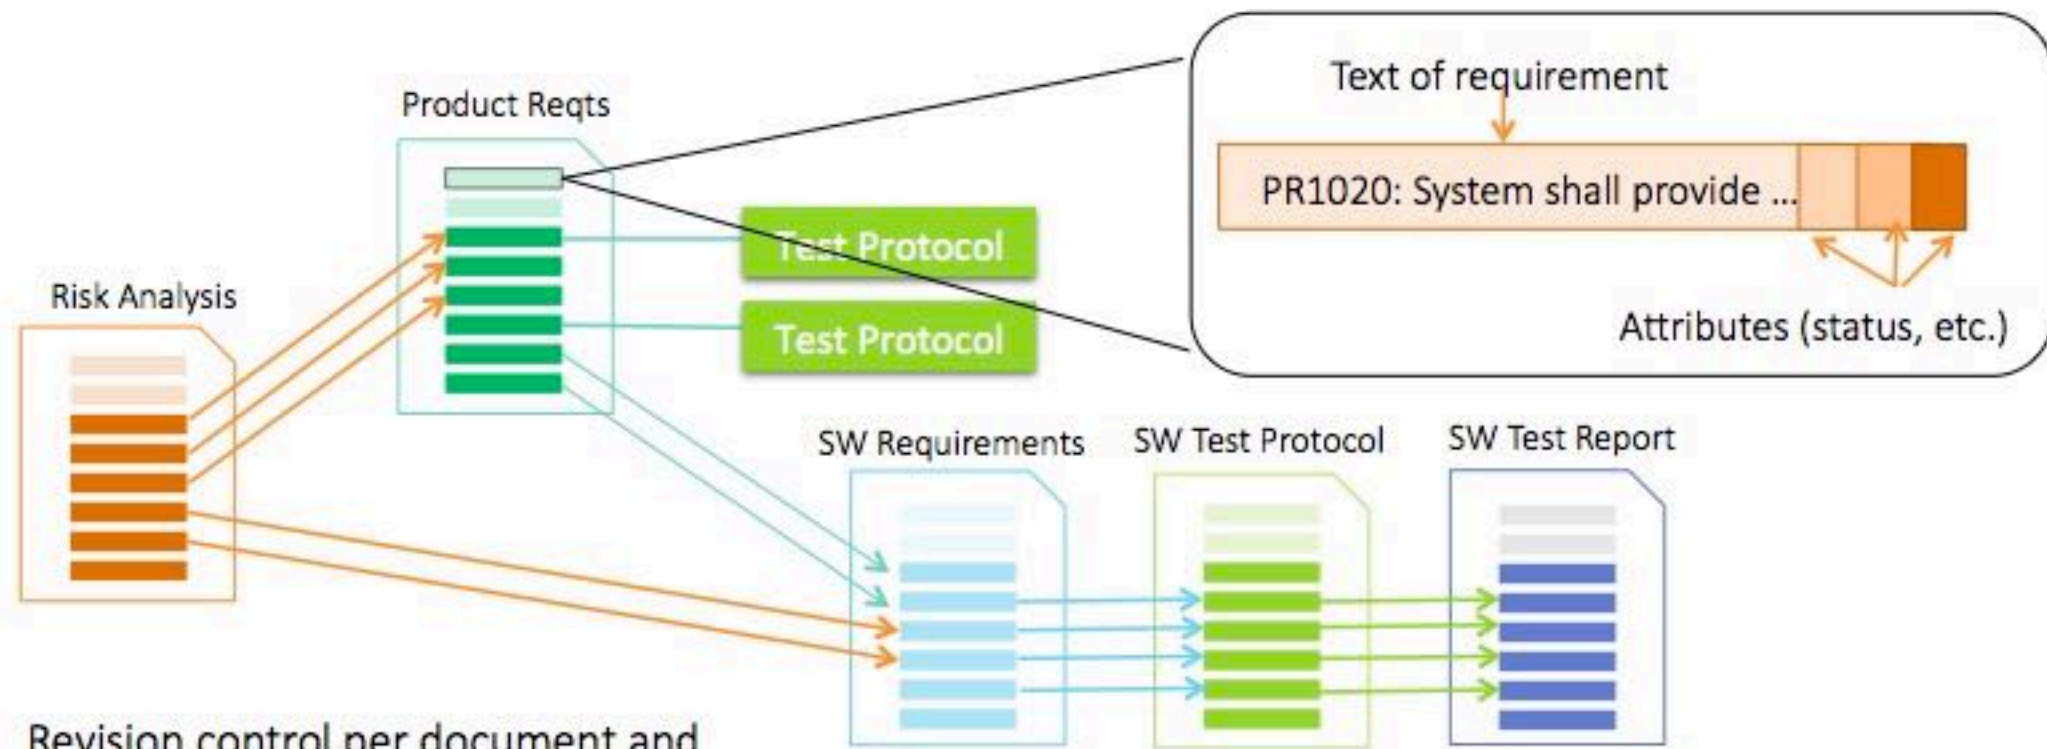 Text of requirement
Product Reqts
PR1020: System shall provide ...
Test Protocol
Risk Analysis
Test Protocol
Attributes (status, etc.)
SW Requirements
SW Test Protocol
SW Test Report
Revision control per document and